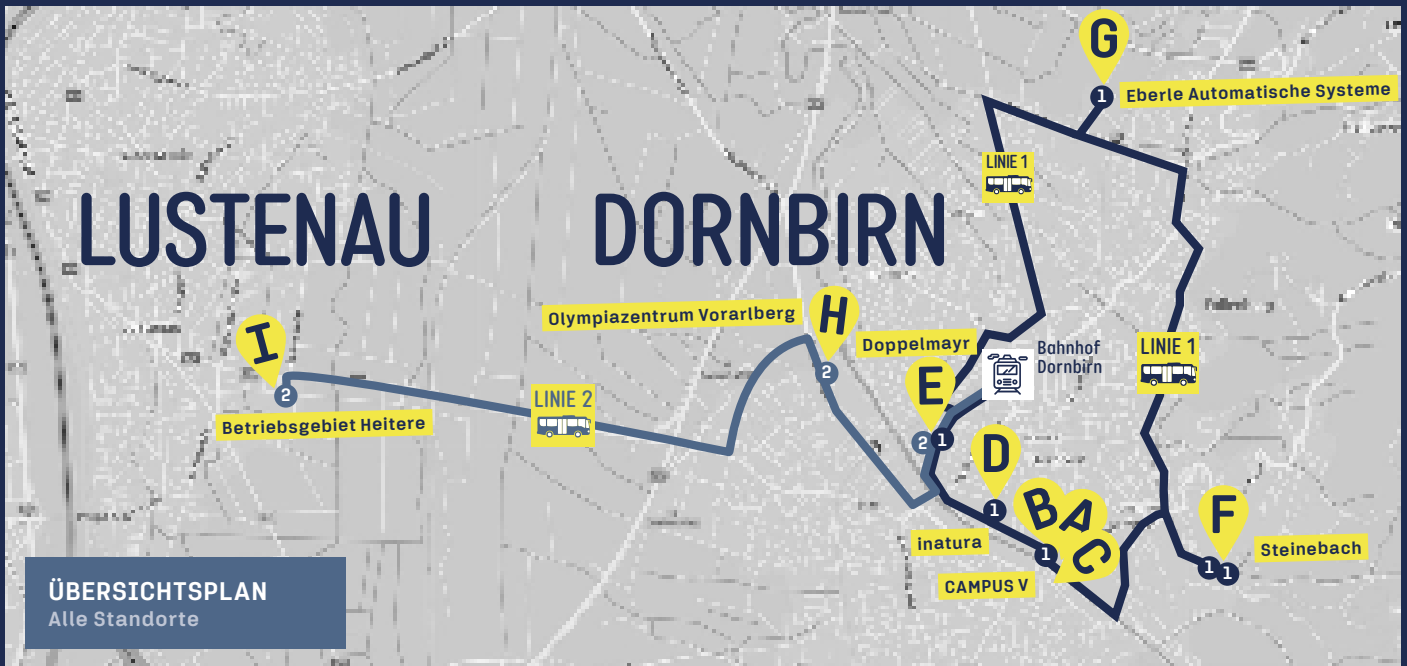 G
1
Eberle Automatische Systeme
LINIE 1
LUSTENAU
DORNBIRN
Olympiazentrum Vorarlberg
H
2
Doppelmayr
E
Bahnhof
Dornbirn
LINIE 1
I
2
Betriebsgebiet Heitere
LINIE 2
2
1
D
1
B
A
C
1
F
1
1
inatura
Steinebach
CAMPUS V
ÜBERSICHTSPLAN
Alle Standorte